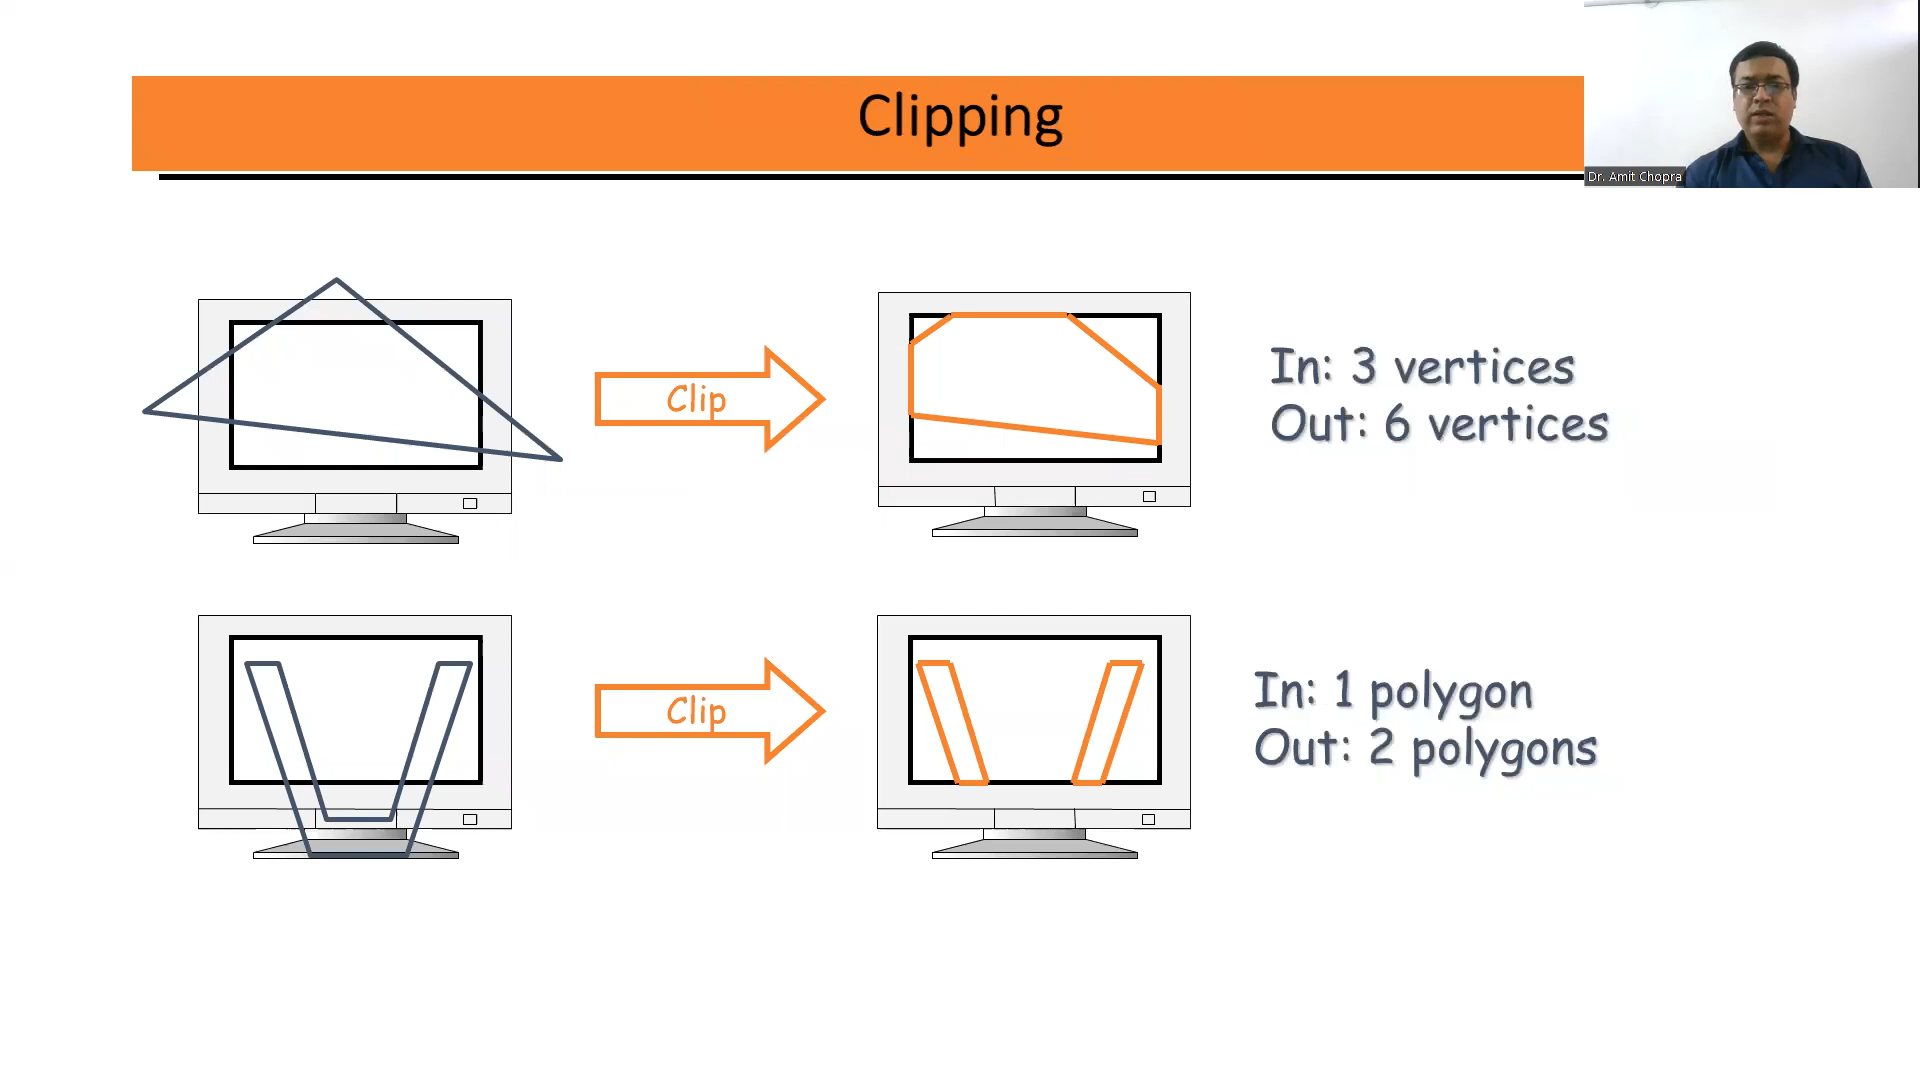 Clipping
Dr. Amit Chopra
Clip
In: 3 vertices
Out: 6 vertices
Clip
In: 1 polygon
Out: 2 polygons